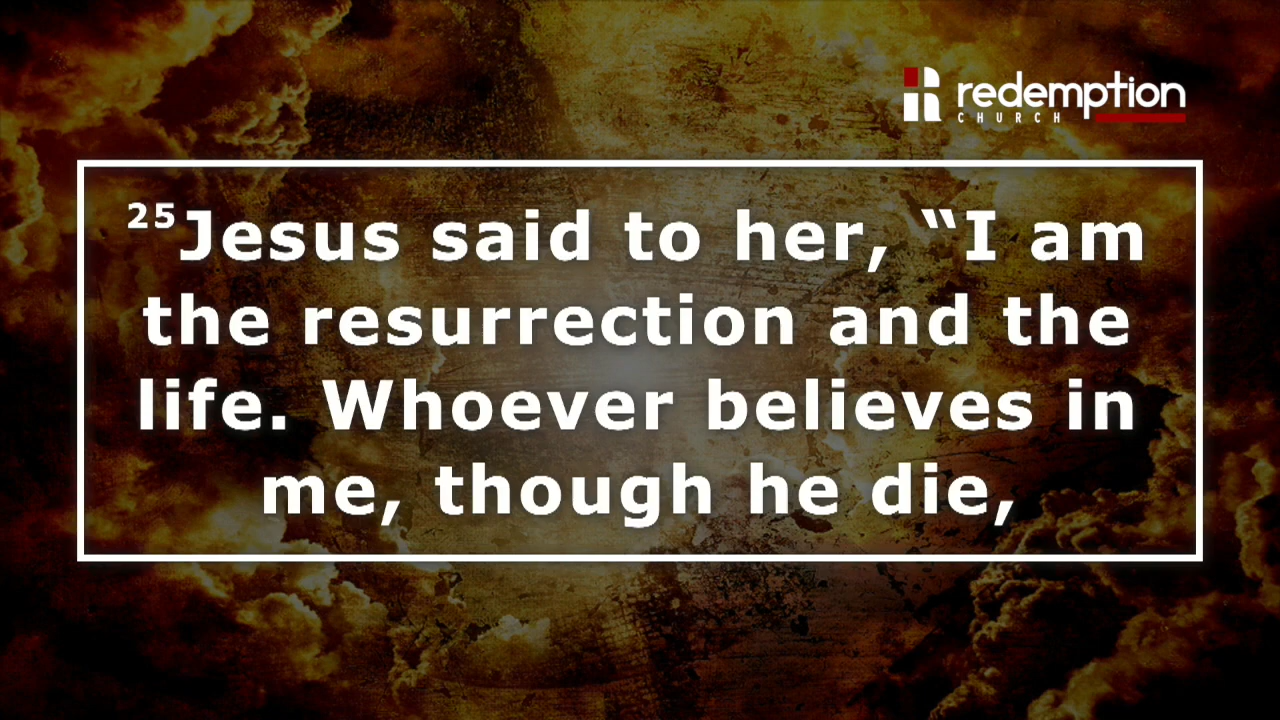 redemption
CHURCH
²⁵Jesus said to her, “I am
the resurrection and the
life. Whoever believes in
me, though he die,